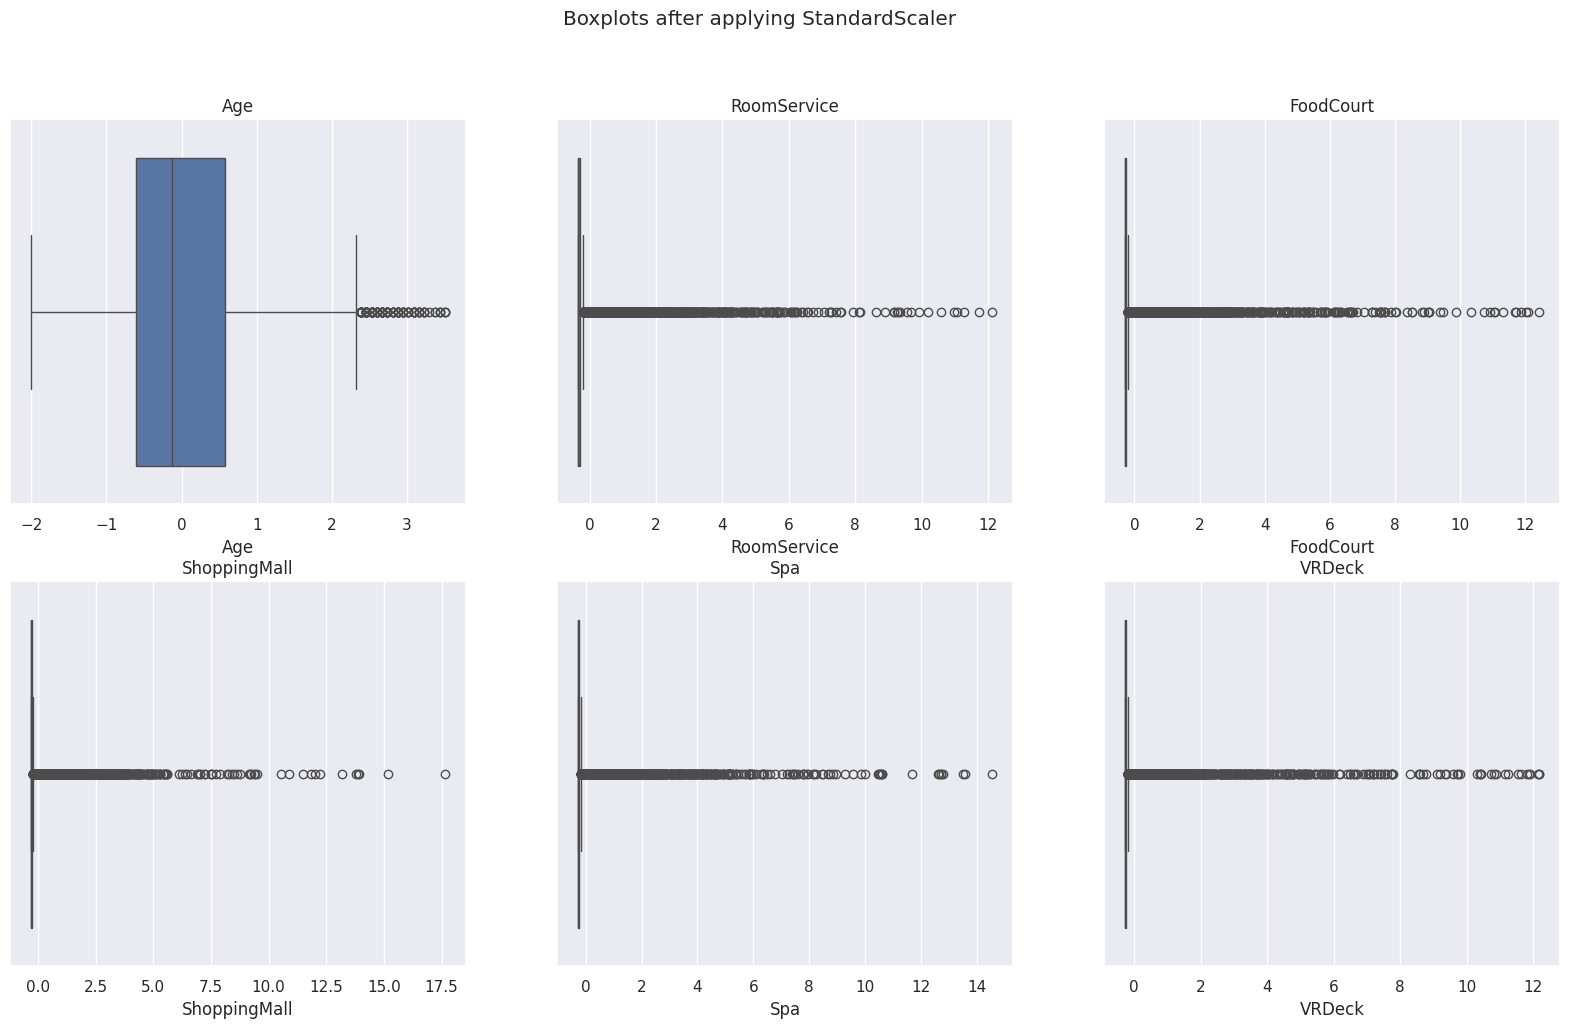 Boxplots after applying StandardScaler
Age
RoomService
FoodCourt
−2 −1 0 1 2 3
0 2 4 6 8 10 12
0 2 4 6 8 10 12
Age
RoomService
FoodCourt
ShoppingMall
Spa
VRDeck
0.0 2.5 5.0 7.5 10.0 12.5 15.0 17.5
0 2 4 6 8 10 12 14
0 2 4 6 8 10 12
ShoppingMall
Spa
VRDeck